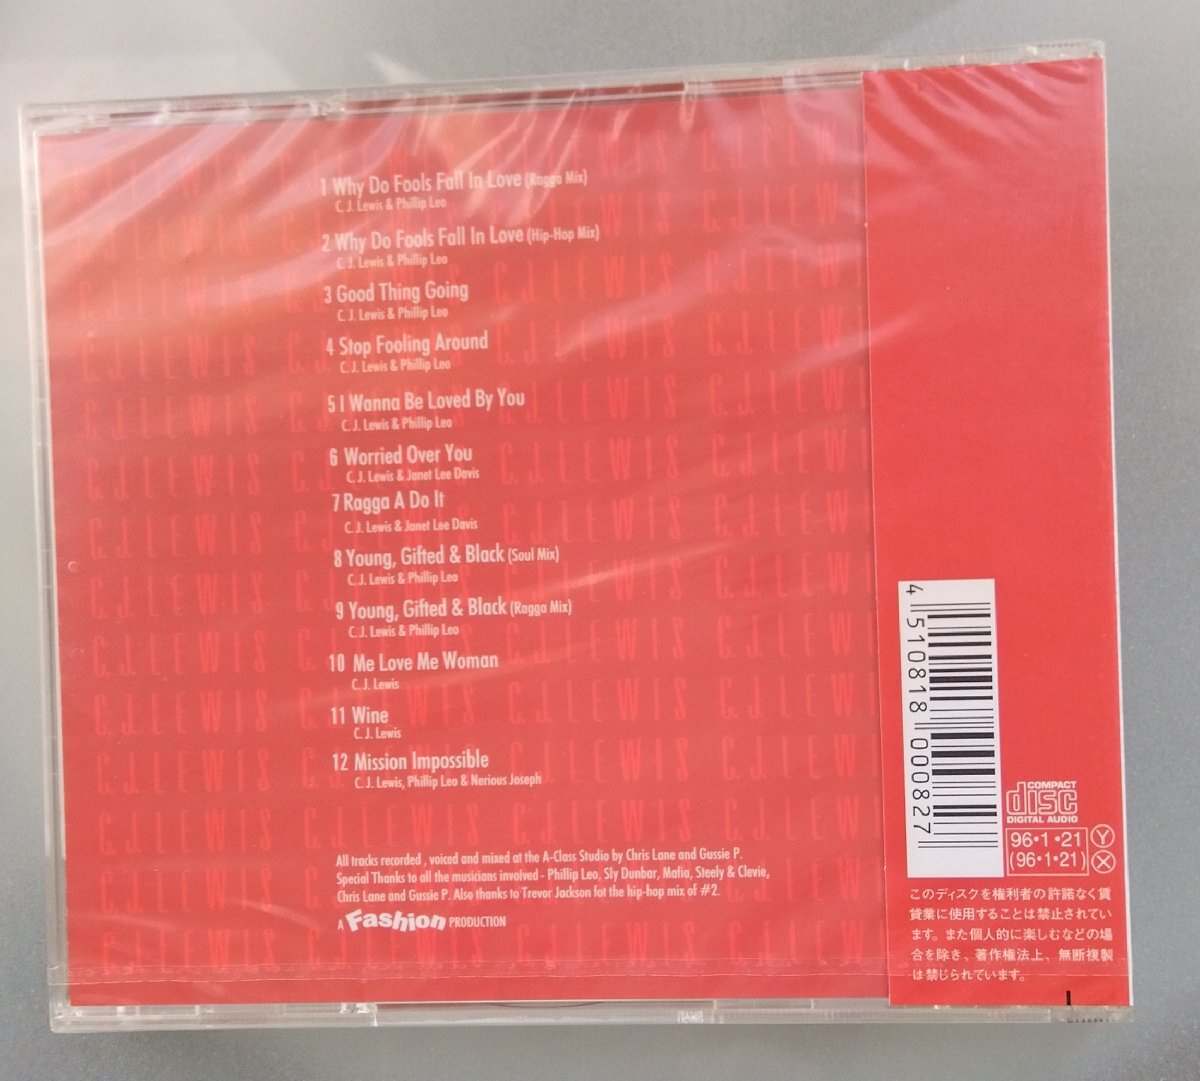 1 Why Do Fools Fall In Love (Ragga Mix)
C. J. Lewis & Phillip Leo
2 Why Do Fools Fall In Love (Hip-Hop Mix)
C. J. Lewis & Phillip Leo
3 Good Thing Going
C. J. Lewis & Phillip Leo
4 Stop Fooling Around
C. J. Lewis & Phillip Leo
5 I Wanna Be Loved By You
C. J. Lewis & Phillip Leo
6 Worried Over You
C. J. Lewis & Janet Lee Davis
7 Ragga A Do It
C. J. Lewis & Janet Lee Davis
8 Young, Gifted & Black (Soul Mix)
C. J. Lewis & Phillip Leo
9 Young, Gifted & Black (Ragga Mix)
C. J. Lewis & Phillip Leo
10 Me Love Me Woman
C. J. Lewis
11 Wine
C. J. Lewis
12 Mission Impossible
C. J. Lewis, Phillip Leo & Nerious Joseph
All tracks recorded , voiced and mixed at the A-Class Studio by Chris Lane and Gussie P.
Special Thanks to all the musicians involved - Phillip Leo, Sly Dunbar, Mafia, Steely & Clevie,
Chris Lane and Gussie P. Also thanks to Trevor Jackson fot the hip-hop mix of #2.
A Fashion PRODUCTION
4 510818 000827
COMPACT
disc
DIGITAL AUDIO
96・1・21 Y
(96・1・21) X
このディスクを権利者の許諾なく賃
貸業に使用することは禁止されてい
ます。また個人的に楽しむなどの場
合を除き、著作権法上、無断複製
は禁じられています。